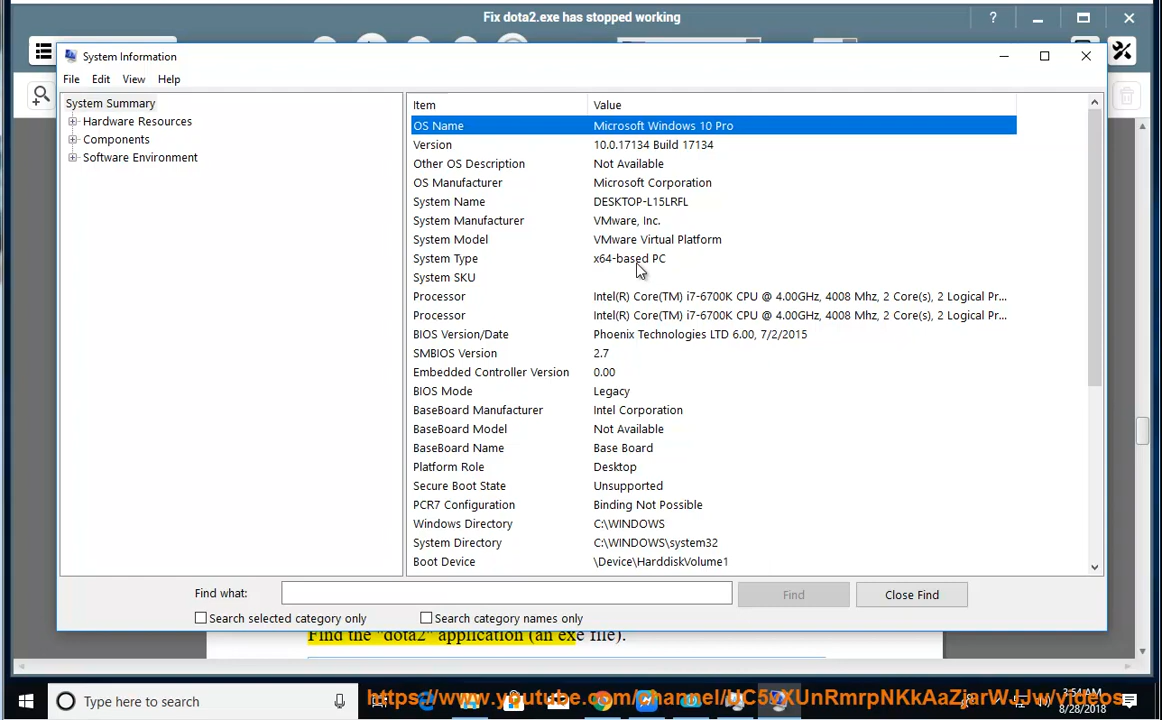 Fix dota2.exe has stopped working
System Information
File Edit View Help
System Summary
Hardware Resources
Components
Software Environment
Item Value
OS Name Microsoft Windows 10 Pro
Version 10.0.17134 Build 17134
Other OS Description Not Available
OS Manufacturer Microsoft Corporation
System Name DESKTOP-L15LRFL
System Manufacturer VMware, Inc.
System Model VMware Virtual Platform
System Type x64-based PC
System SKU
Processor Intel(R) Core(TM) i7-6700K CPU @ 4.00GHz, 4008 Mhz, 2 Core(s), 2 Logical Pr...
Processor Intel(R) Core(TM) i7-6700K CPU @ 4.00GHz, 4008 Mhz, 2 Core(s), 2 Logical Pr...
BIOS Version/Date Phoenix Technologies LTD 6.00, 7/2/2015
SMBIOS Version 2.7
Embedded Controller Version 0.00
BIOS Mode Legacy
BaseBoard Manufacturer Intel Corporation
BaseBoard Model Not Available
BaseBoard Name Base Board
Platform Role Desktop
Secure Boot State Unsupported
PCR7 Configuration Binding Not Possible
Windows Directory C:\WINDOWS
System Directory C:\WINDOWS\system32
Boot Device \Device\HarddiskVolume1
Find what: Find Close Find
Search selected category only Search category names only
Find the "dota2" application (an exe file).
Type here to search
8/28/2018